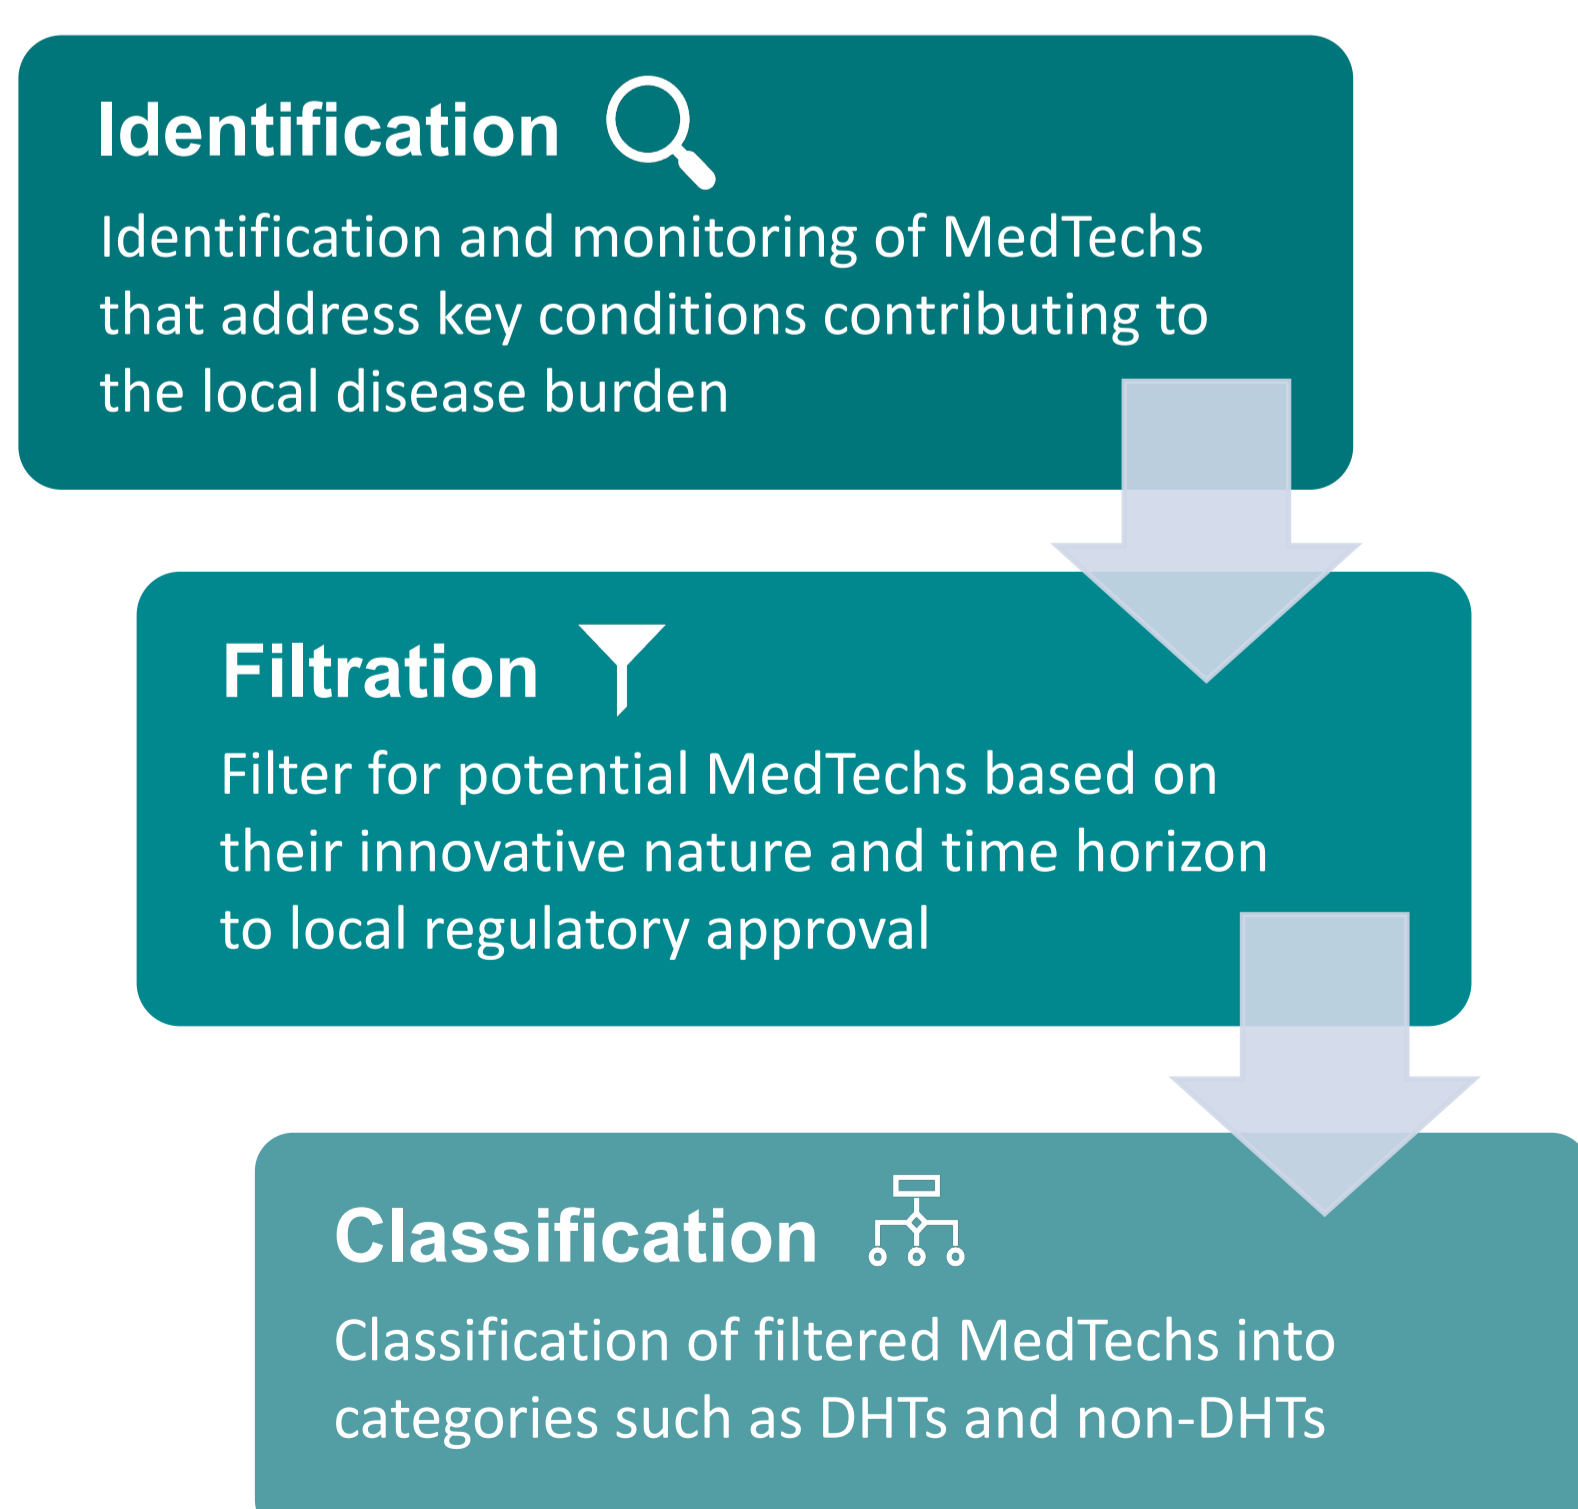 Identification
Identification and monitoring of MedTechs
that address key conditions contributing to
the local disease burden
Filtration
Filter for potential MedTechs based on
their innovative nature and time horizon
to local regulatory approval
Classification
Classification of filtered MedTechs into
categories such as DHTs and non-DHTs